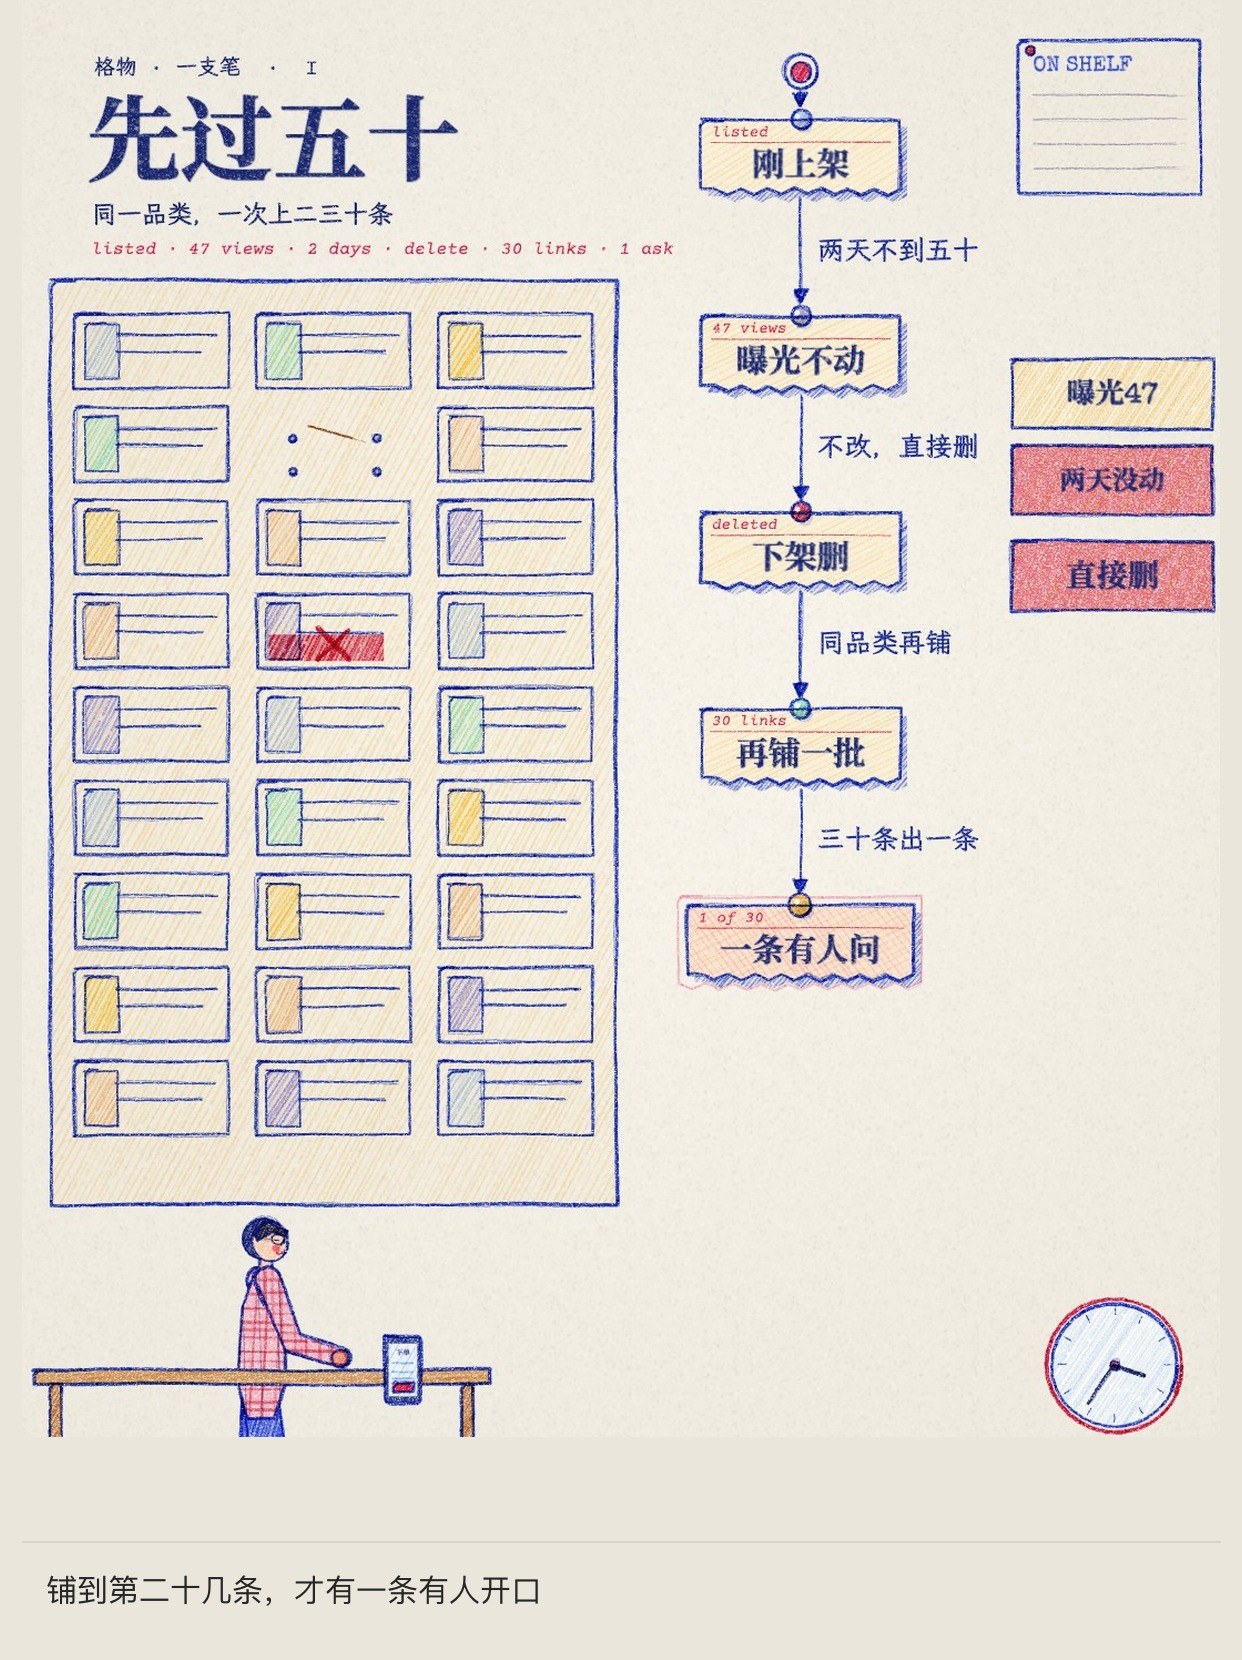 格物 · 一支笔 · I
先过五十
同一品类，一次上二三十条
listed · 47 views · 2 days · delete · 30 links · 1 ask
listed
刚上架
两天不到五十
47 views
曝光不动
不改，直接删
deleted
下架删
同品类再铺
30 links
再铺一批
三十条出一条
1 of 30
一条有人问
ON SHELF
曝光47
两天没动
直接删
铺到第二十几条，才有一条有人开口